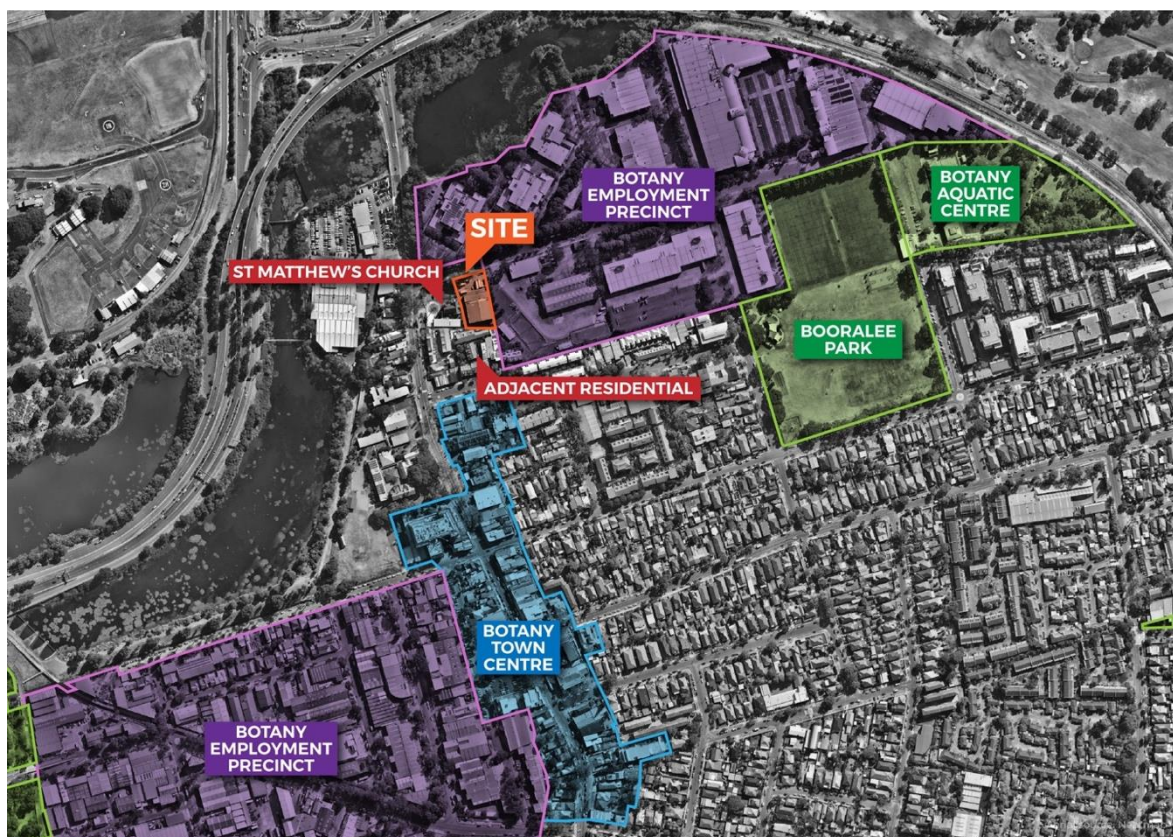 BOTANY
AQUATIC
CENTRE
BOTANY
EMPLOYMENT
PRECINCT
SITE
ST MATTHEW'S CHURCH
BOORALEE
PARK
ADJACENT RESIDENTIAL
BOTANY
TOWN
CENTRE
BOTANY
EMPLOYMENT
PRECINCT